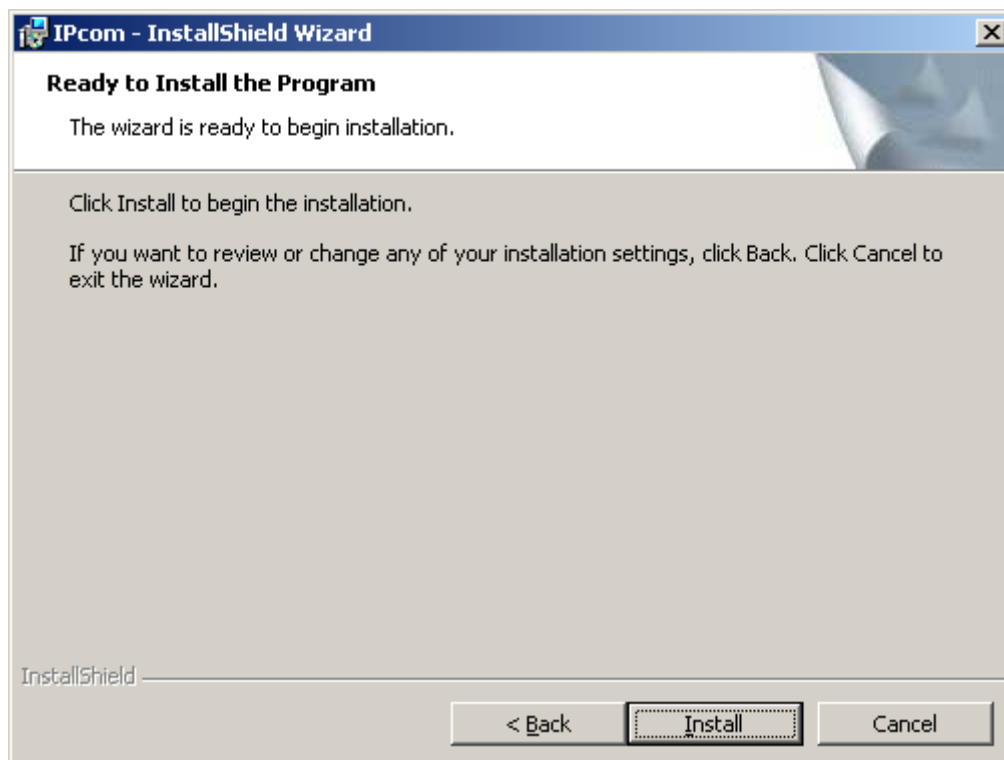 IPcom - InstallShield Wizard
Ready to Install the Program
The wizard is ready to begin installation.
Click Install to begin the installation.
If you want to review or change any of your installation settings, click Back. Click Cancel to
exit the wizard.
InstallShield
< Back Install Cancel